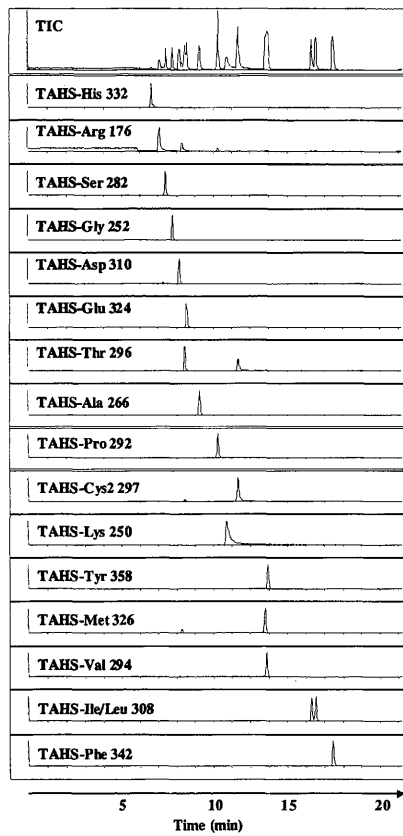 TIC
TAHS-His 332
TAHS-Arg 176
TAHS-Ser 282
TAHS-Gly 252
TAHS-Asp 310
TAHS-Glu 324
TAHS-Thr 296
TAHS-Ala 266
TAHS-Pro 292
TAHS-Cys2 297
TAHS-Lys 250
TAHS-Tyr 358
TAHS-Met 326
TAHS-Val 294
TAHS-Ile/Leu 308
TAHS-Phe 342
5 10 15 20
Time (min)